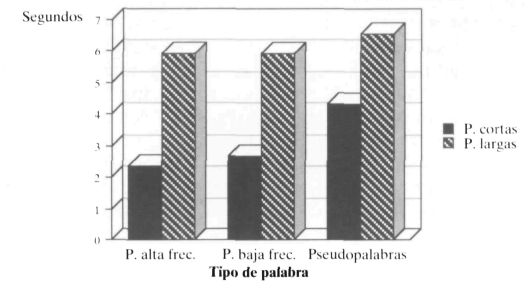 Segundos
7
6
5
4
3
2
1
0
P. cortas
P. largas
P. alta frec. P. baja frec. Pseudopalabras
Tipo de palabra